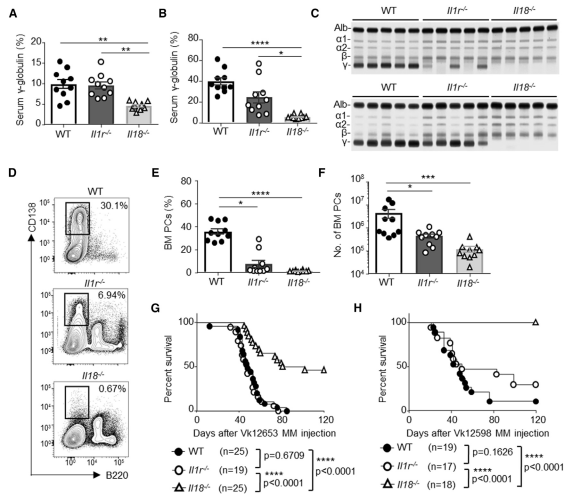 A
Serum γ-globulin (%)
20
15
10
5
0
**
**
WT
Il1r-/-
Il18-/-
B
Serum γ-globulin (%)
80
60
40
20
0
****
*
WT
Il1r-/-
Il18-/-
C
WT
Il1r-/-
Il18-/-
Alb
α1
α2
β
γ
WT
Il1r-/-
Il18-/-
Alb
α1
α2
β
γ
D
WT
30.1%
Il1r-/-
6.94%
Il18-/-
0.67%
CD138
B220
E
BM PCs (%)
80
60
40
20
0
*
****
WT
Il1r-/-
Il18-/-
F
No. of BM PCs
10^8
10^7
10^6
10^5
10^4
***
*
WT
Il1r-/-
Il18-/-
G
Percent survival
100
50
0
0 40 80 120
Days after Vk12653 MM injection
WT (n=25)
Il1r-/- (n=19)
Il18-/- (n=25)
p=0.6709
****
p<0.0001
****
p<0.0001
H
Percent survival
100
50
0
0 40 80 120
Days after Vk12598 MM injection
WT (n=19)
Il1r-/- (n=17)
Il18-/- (n=18)
p=0.1626
****
p<0.0001
****
p<0.0001